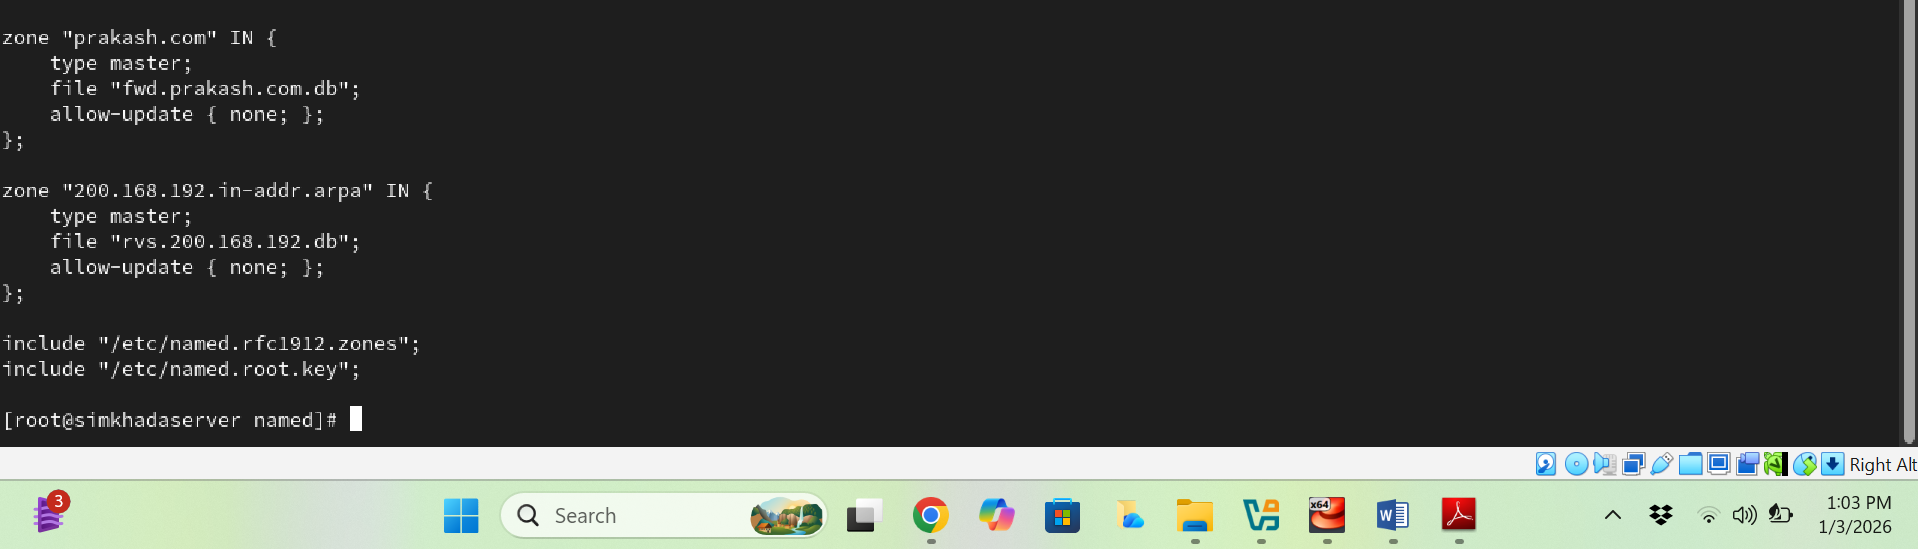 zone "prakash.com" IN {
    type master;
    file "fwd.prakash.com.db";
    allow-update { none; };
};

zone "200.168.192.in-addr.arpa" IN {
    type master;
    file "rvs.200.168.192.db";
    allow-update { none; };
};

include "/etc/named.rfc1912.zones";
include "/etc/named.root.key";

[root@simkhadaserver named]#
Right Alt
3
Search
x64
W
1:03 PM
1/3/2026